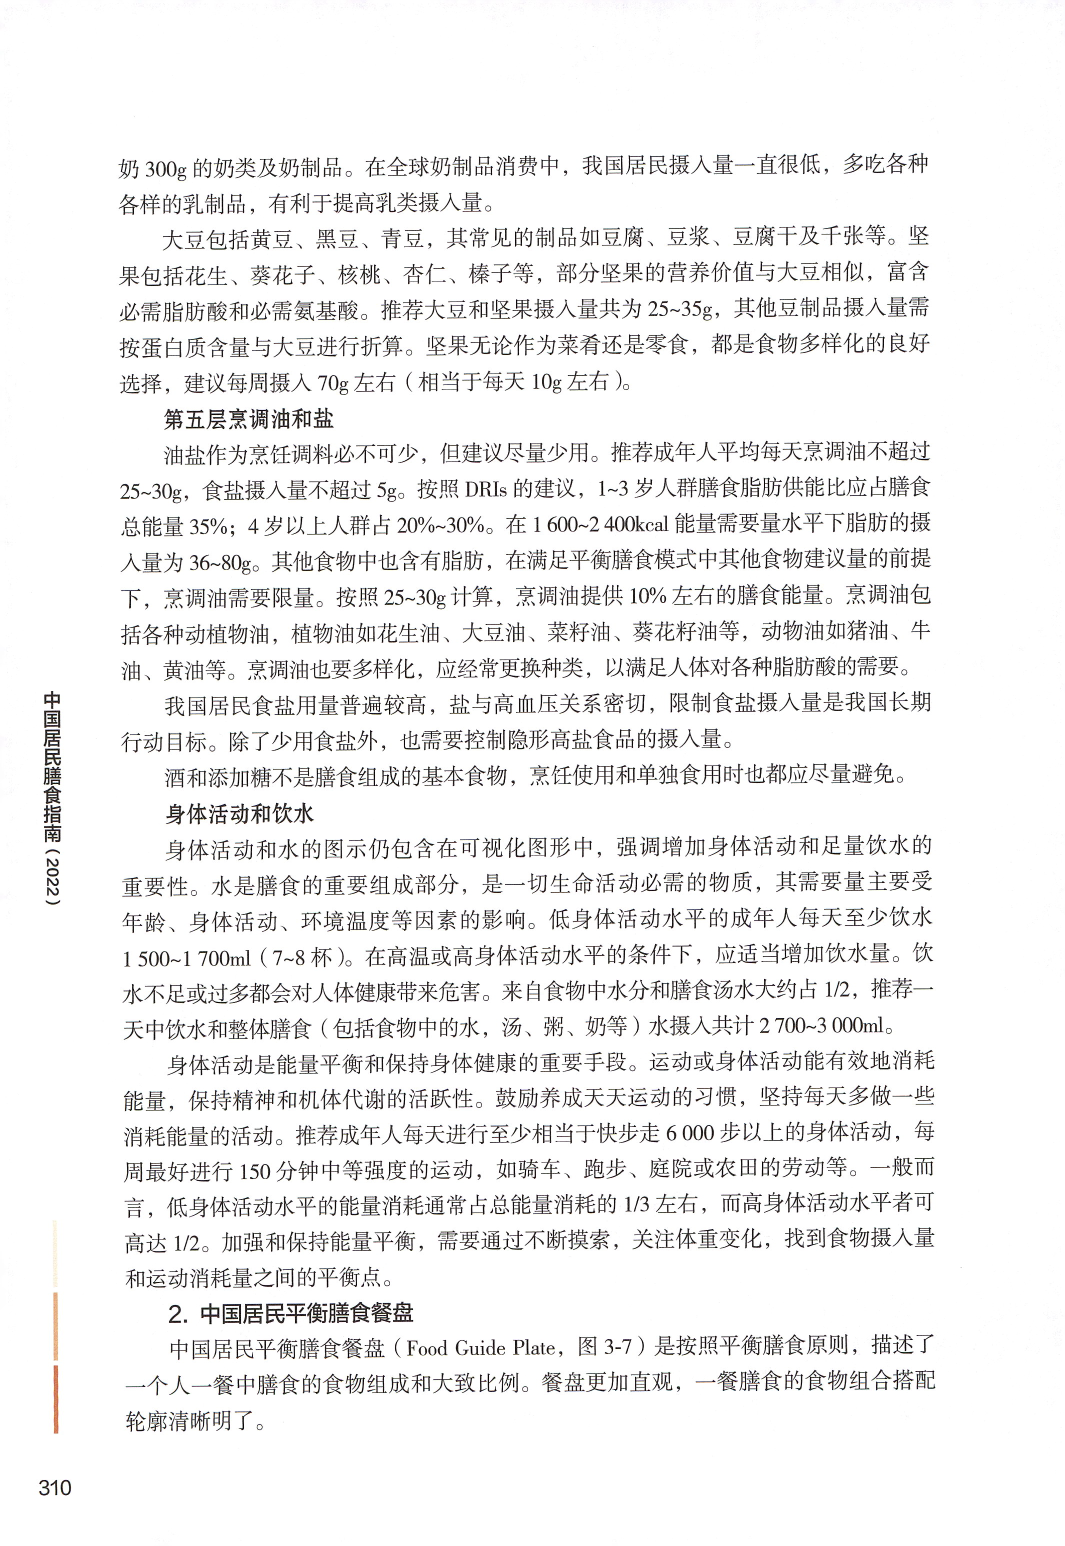 奶 300g 的奶类及奶制品。在全球奶制品消费中，我国居民摄入量一直很低，多吃各种
各样的乳制品，有利于提高乳类摄入量。
大豆包括黄豆、黑豆、青豆，其常见的制品如豆腐、豆浆、豆腐干及千张等。坚
果包括花生、葵花子、核桃、杏仁、榛子等，部分坚果的营养价值与大豆相似，富含
必需脂肪酸和必需氨基酸。推荐大豆和坚果摄入量共为 25~35g，其他豆制品摄入量需
按蛋白质含量与大豆进行折算。坚果无论作为菜肴还是零食，都是食物多样化的良好
选择，建议每周摄入 70g 左右（相当于每天 10g 左右）。
第五层烹调油和盐
油盐作为烹饪调料必不可少，但建议尽量少用。推荐成年人平均每天烹调油不超过
25~30g，食盐摄入量不超过 5g。按照 DRIs 的建议，1~3 岁人群膳食脂肪供能比应占膳食
总能量 35%；4 岁以上人群占 20%~30%。在 1 600~2 400kcal 能量需要量水平下脂肪的摄
入量为 36~80g。其他食物中也含有脂肪，在满足平衡膳食模式中其他食物建议量的前提
下，烹调油需要限量。按照 25~30g 计算，烹调油提供 10% 左右的膳食能量。烹调油包
括各种动植物油，植物油如花生油、大豆油、菜籽油、葵花籽油等，动物油如猪油、牛
油、黄油等。烹调油也要多样化，应经常更换种类，以满足人体对各种脂肪酸的需要。
我国居民食盐用量普遍较高，盐与高血压关系密切，限制食盐摄入量是我国长期
行动目标。除了少用食盐外，也需要控制隐形高盐食品的摄入量。
酒和添加糖不是膳食组成的基本食物，烹饪使用和单独食用时也都应尽量避免。
身体活动和饮水
身体活动和水的图示仍包含在可视化图形中，强调增加身体活动和足量饮水的
重要性。水是膳食的重要组成部分，是一切生命活动必需的物质，其需要量主要受
年龄、身体活动、环境温度等因素的影响。低身体活动水平的成年人每天至少饮水
1 500~1 700ml（7~8 杯）。在高温或高身体活动水平的条件下，应适当增加饮水量。饮
水不足或过多都会对人体健康带来危害。来自食物中水分和膳食汤水大约占 1/2，推荐一
天中饮水和整体膳食（包括食物中的水，汤、粥、奶等）水摄入共计 2 700~3 000ml。
身体活动是能量平衡和保持身体健康的重要手段。运动或身体活动能有效地消耗
能量，保持精神和机体代谢的活跃性。鼓励养成天天运动的习惯，坚持每天多做一些
消耗能量的活动。推荐成年人每天进行至少相当于快步走 6 000 步以上的身体活动，每
周最好进行 150 分钟中等强度的运动，如骑车、跑步、庭院或农田的劳动等。一般而
言，低身体活动水平的能量消耗通常占总能量消耗的 1/3 左右，而高身体活动水平者可
高达 1/2。加强和保持能量平衡，需要通过不断摸索，关注体重变化，找到食物摄入量
和运动消耗量之间的平衡点。
2. 中国居民平衡膳食餐盘
中国居民平衡膳食餐盘（Food Guide Plate，图 3-7）是按照平衡膳食原则，描述了
一个人一餐中膳食的食物组成和大致比例。餐盘更加直观，一餐膳食的食物组合搭配
轮廓清晰明了。
中国居民膳食指南（2022）
310